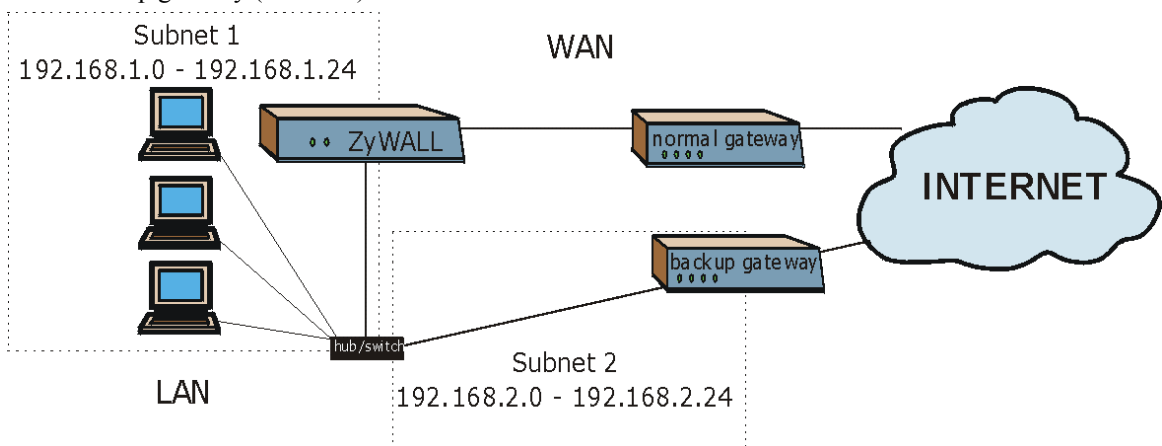 Subnet 1
192.168.1.0 - 192.168.1.24
WAN
ZyWALL
normal gateway
INTERNET
backup gateway
hub/switch
Subnet 2
192.168.2.0 - 192.168.2.24
LAN